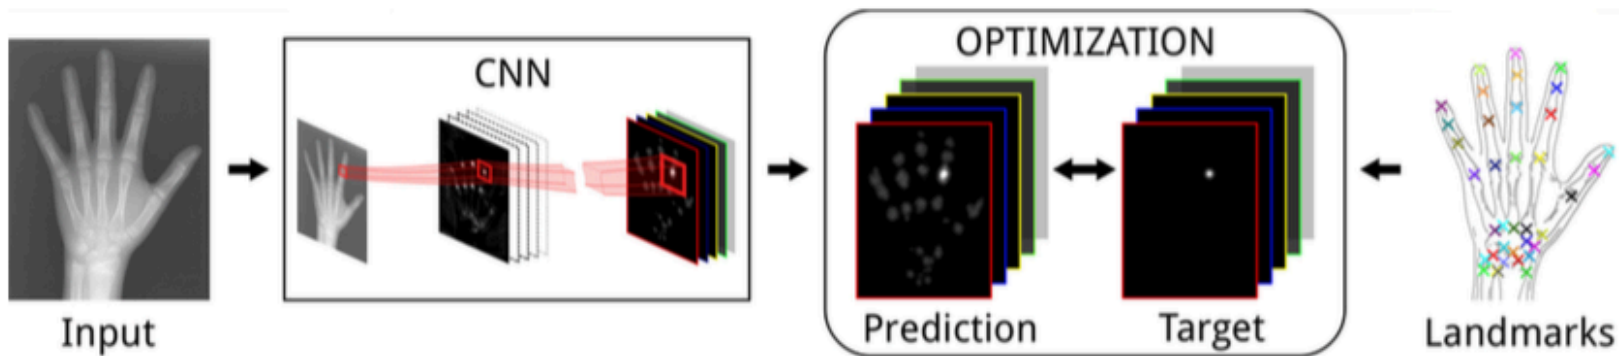 CNN
OPTIMIZATION
Input
Prediction
Target
Landmarks